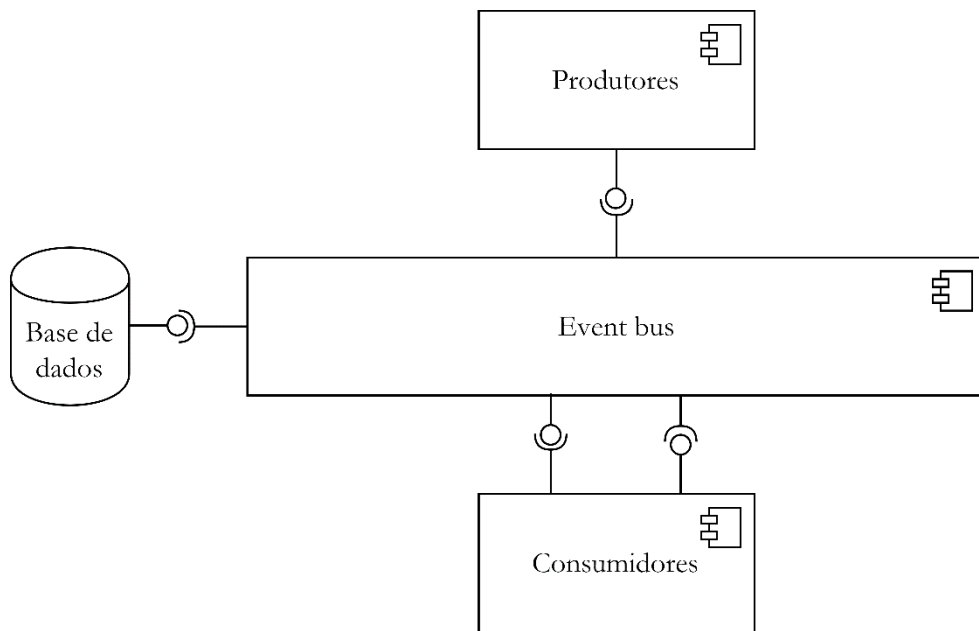 Produtores
Base de
dados
Event bus
Consumidores